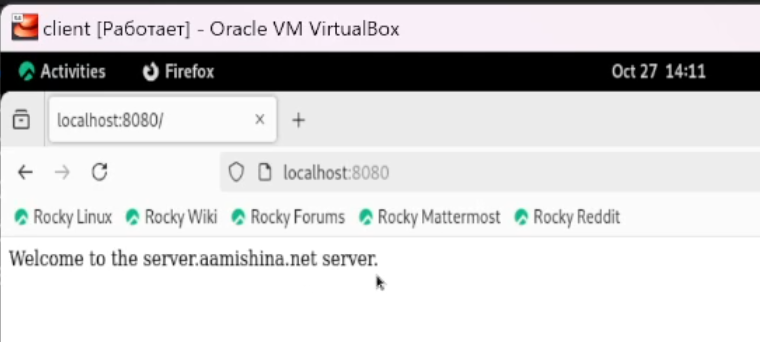 client [Работает] - Oracle VM VirtualBox
Activities Firefox Oct 27 14:11
localhost:8080/ × +
localhost:8080
Rocky Linux Rocky Wiki Rocky Forums Rocky Mattermost Rocky Reddit
Welcome to the server.aamishina.net server.